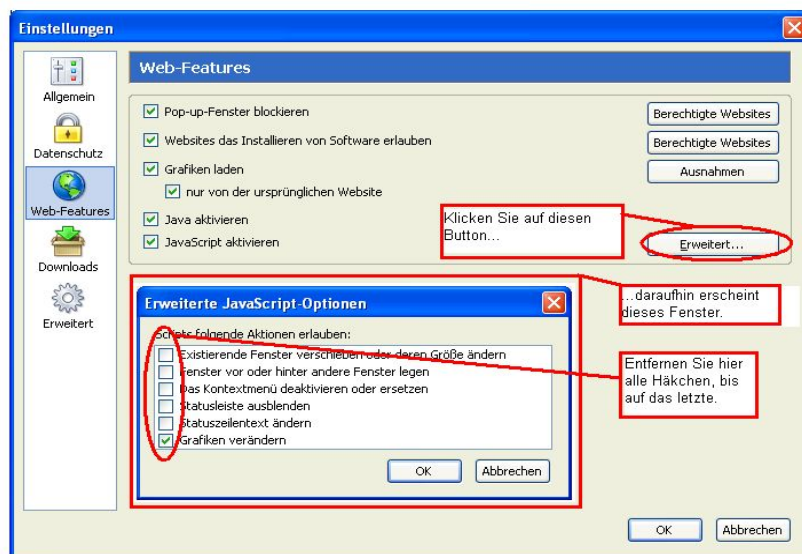 Einstellungen
Allgemein
Datenschutz
Web-Features
Downloads
Erweitert
Web-Features
Pop-up-Fenster blockieren
Berechtigte Websites
Websites das Installieren von Software erlauben
Berechtigte Websites
Grafiken laden
Ausnahmen
nur von der ursprünglichen Website
Java aktivieren
JavaScript aktivieren
Klicken Sie auf diesen
Button...
Erweitert...
...daraufhin erscheint
dieses Fenster.
Erweiterte JavaScript-Optionen
Scripts folgende Aktionen erlauben:
Existierende Fenster verschieben oder deren Größe ändern
Fenster vor oder hinter andere Fenster legen
Das Kontextmenü deaktivieren oder ersetzen
Statusleiste ausblenden
Statuszeilentext ändern
Grafiken verändern
OK
Abbrechen
Entfernen Sie hier
alle Häkchen, bis
auf das letzte.
OK
Abbrechen